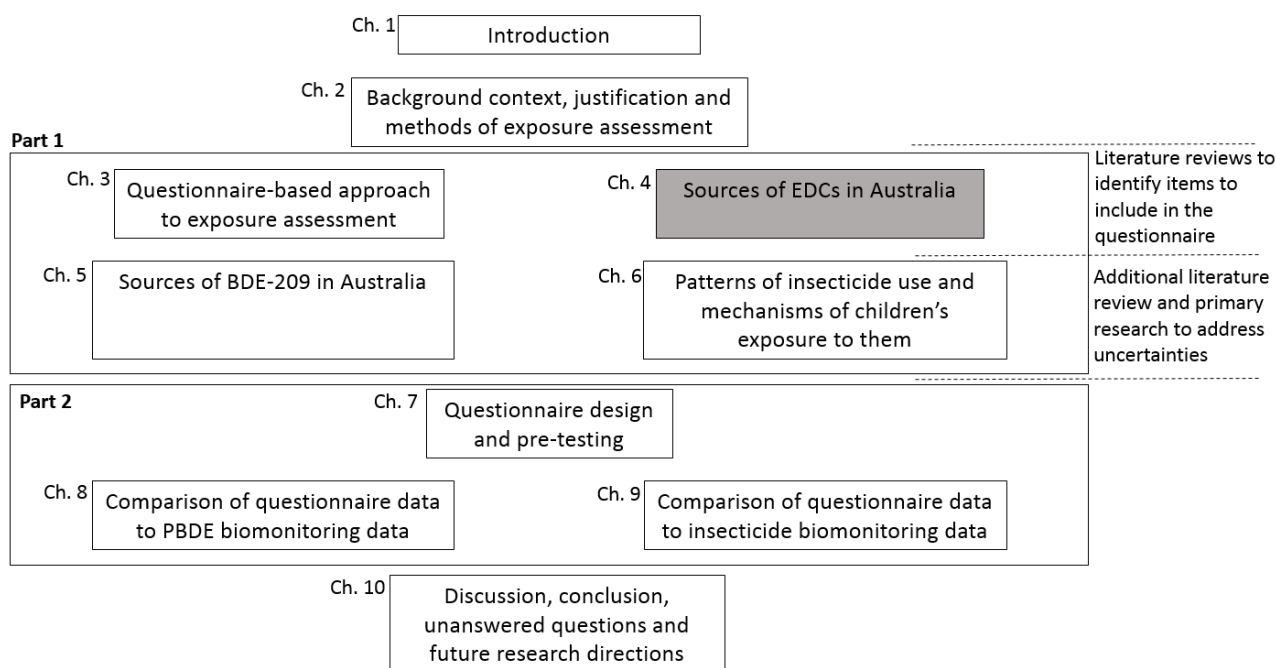 Ch. 1
Introduction
Ch. 2
Background context, justification and
methods of exposure assessment
Part 1
Ch. 3
Questionnaire-based approach
to exposure assessment
Ch. 4
Sources of EDCs in Australia
Literature reviews to
identify items to
include in the
questionnaire
Ch. 5
Sources of BDE-209 in Australia
Ch. 6
Patterns of insecticide use and
mechanisms of children’s
exposure to them
Additional literature
review and primary
research to address
uncertainties
Part 2
Ch. 7
Questionnaire design
and pre-testing
Ch. 8
Comparison of questionnaire data
to PBDE biomonitoring data
Ch. 9
Comparison of questionnaire data
to insecticide biomonitoring data
Ch. 10
Discussion, conclusion,
unanswered questions and
future research directions